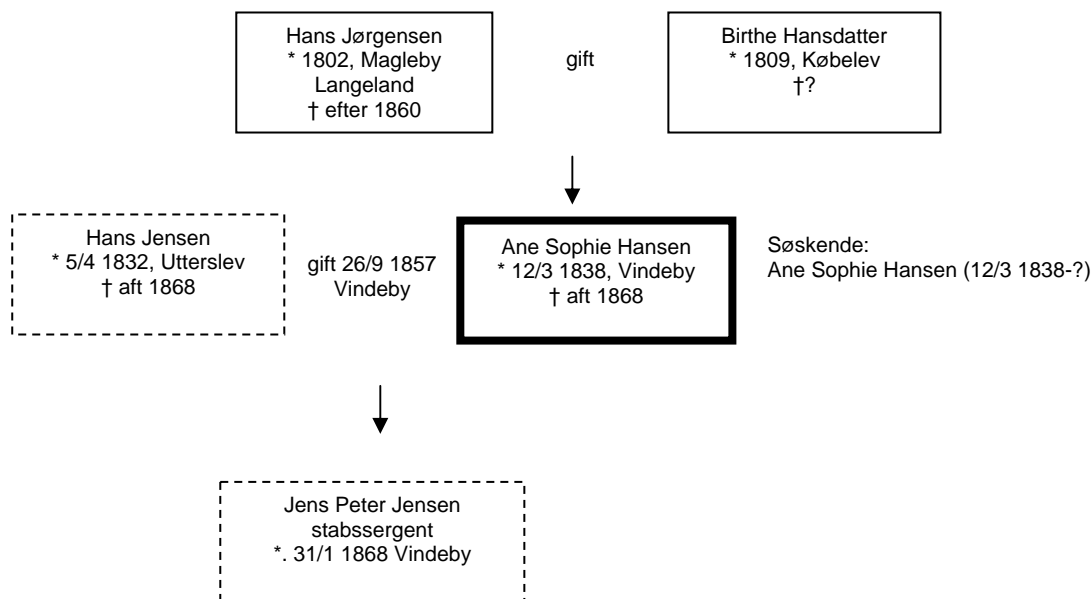 Hans Jørgensen
* 1802, Magleby
Langeland
† efter 1860
gift
Birthe Hansdatter
* 1809, Købelev
†?
Hans Jensen
* 5/4 1832, Utterslev
† aft 1868
gift 26/9 1857
Vindeby
Ane Sophie Hansen
* 12/3 1838, Vindeby
† aft 1868
Søskende:
Ane Sophie Hansen (12/3 1838-?)
Jens Peter Jensen
stabssergent
*. 31/1 1868 Vindeby